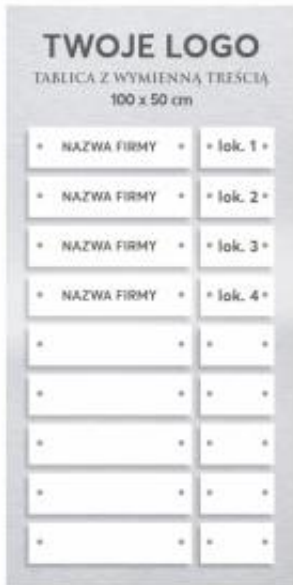 TWOJE LOGO
TABLICA Z WYMIENNĄ TREŚCIĄ
100 x 50 cm
NAZWA FIRMY lok. 1
NAZWA FIRMY lok. 2
NAZWA FIRMY lok. 3
NAZWA FIRMY lok. 4